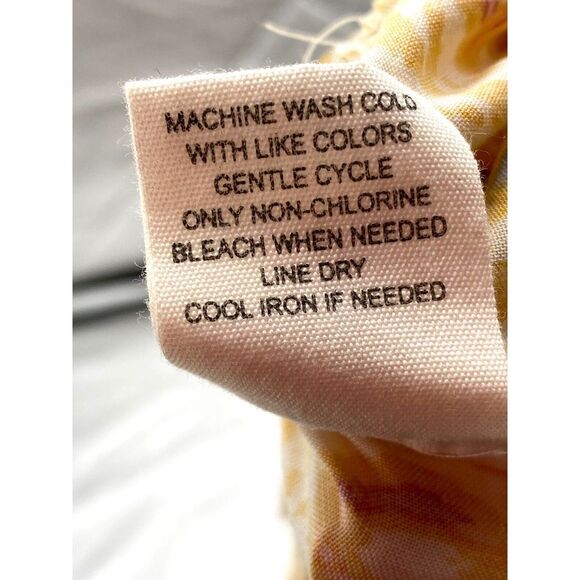 MACHINE WASH COLD
WITH LIKE COLORS
GENTLE CYCLE
ONLY NON-CHLORINE
BLEACH WHEN NEEDED
LINE DRY
COOL IRON IF NEEDED